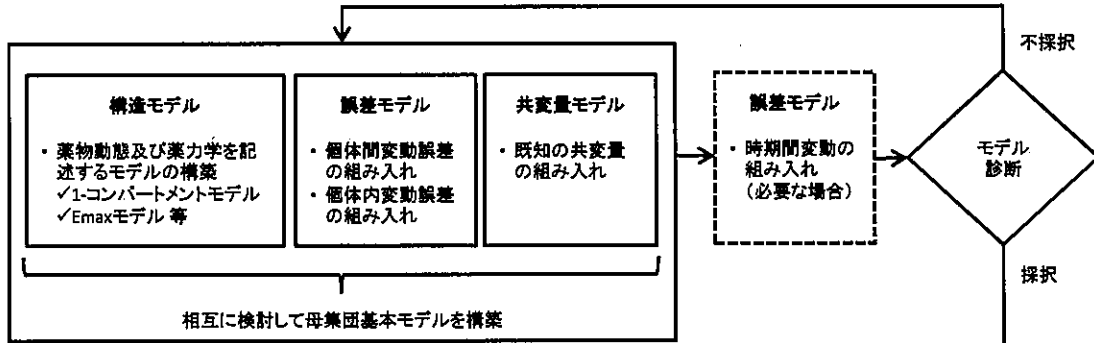 構造モデル
・ 薬物動態及び薬力学を記
述するモデルの構築
✓1-コンパートメントモデル
✓Emaxモデル 等
誤差モデル
・ 個体間変動誤差
の組み入れ
・ 個体内変動誤差
の組み入れ
共変量モデル
・ 既知の共変量
の組み入れ
相互に検討して母集団基本モデルを構築
誤差モデル
・ 時期間変動の
組み入れ
（必要な場合）
不採択
モデル
診断
採択